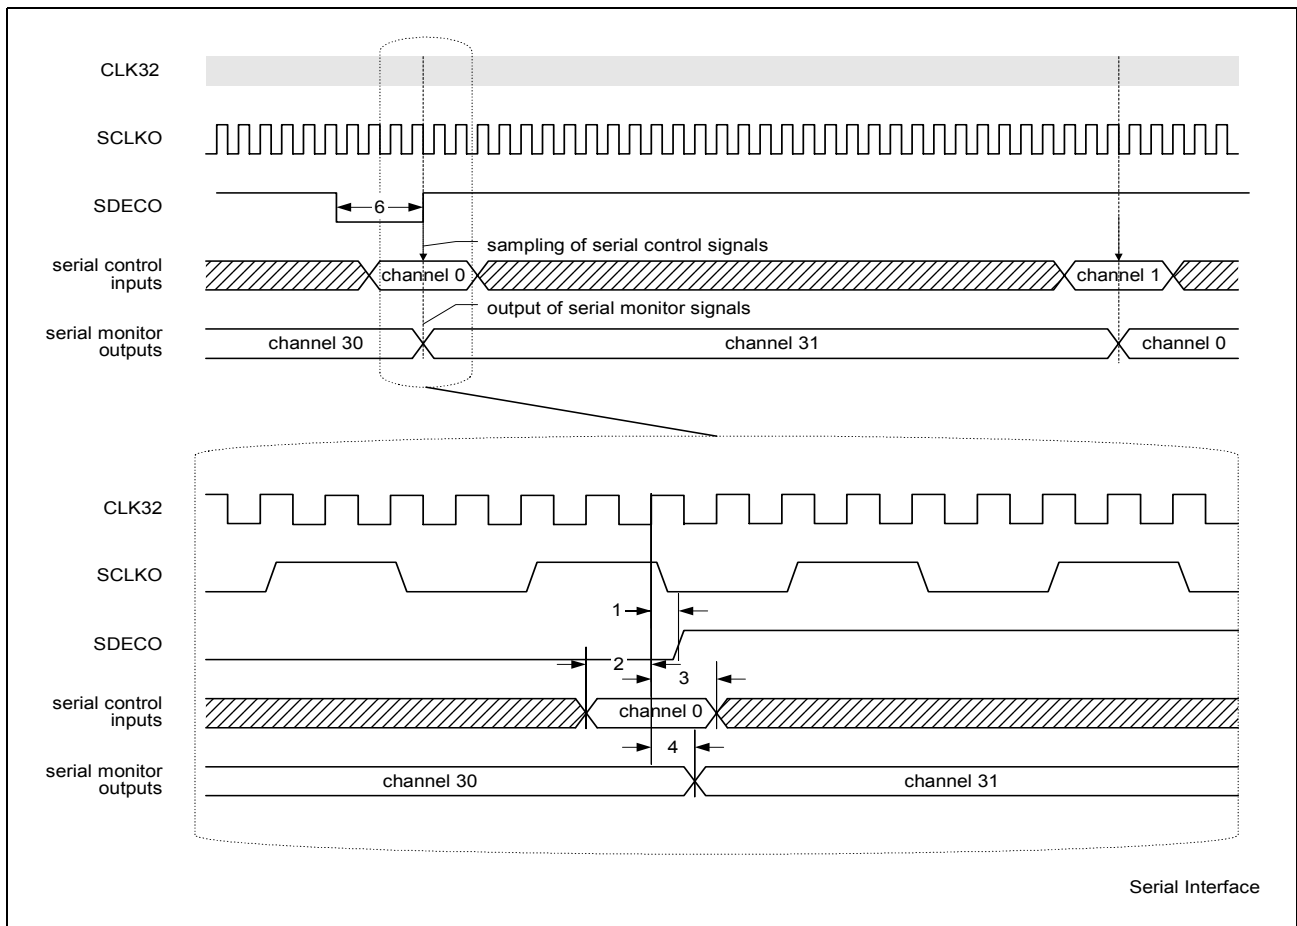 CLK32
SCLKO
SDECO
6
sampling of serial control signals
serial control
inputs
channel 0
channel 1
output of serial monitor signals
serial monitor
outputs
channel 30
channel 31
channel 0
CLK32
SCLKO
1
SDECO
2
3
serial control
inputs
channel 0
4
serial monitor
outputs
channel 30
channel 31
Serial Interface